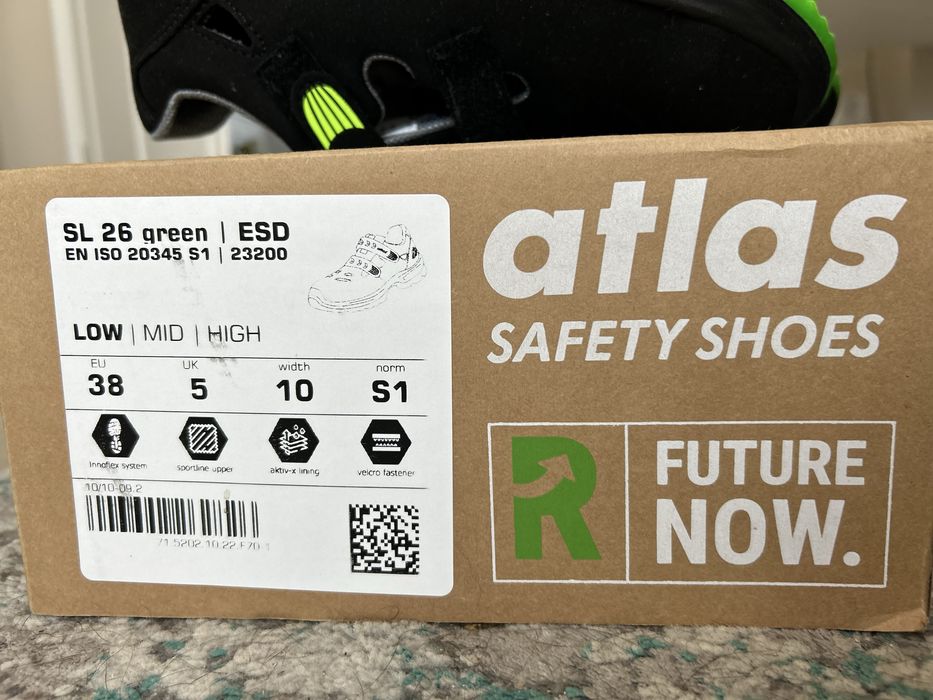 SL 26 green | ESD
EN ISO 20345 S1 | 23200
LOW | MID | HIGH
EU UK width norm
38 5 10 S1
Innoflex system sportline upper aktiv-x lining velcro fastener
10/10-09.2
atlas
SAFETY SHOES
R FUTURE
NOW.